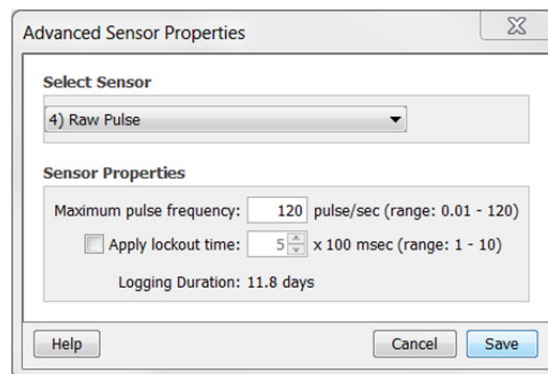 Advanced Sensor Properties
Select Sensor
4) Raw Pulse
Sensor Properties
Maximum pulse frequency: 120 pulse/sec (range: 0.01 - 120)
Apply lockout time: 5 x 100 msec (range: 1 - 10)
Logging Duration: 11.8 days
Help Cancel Save